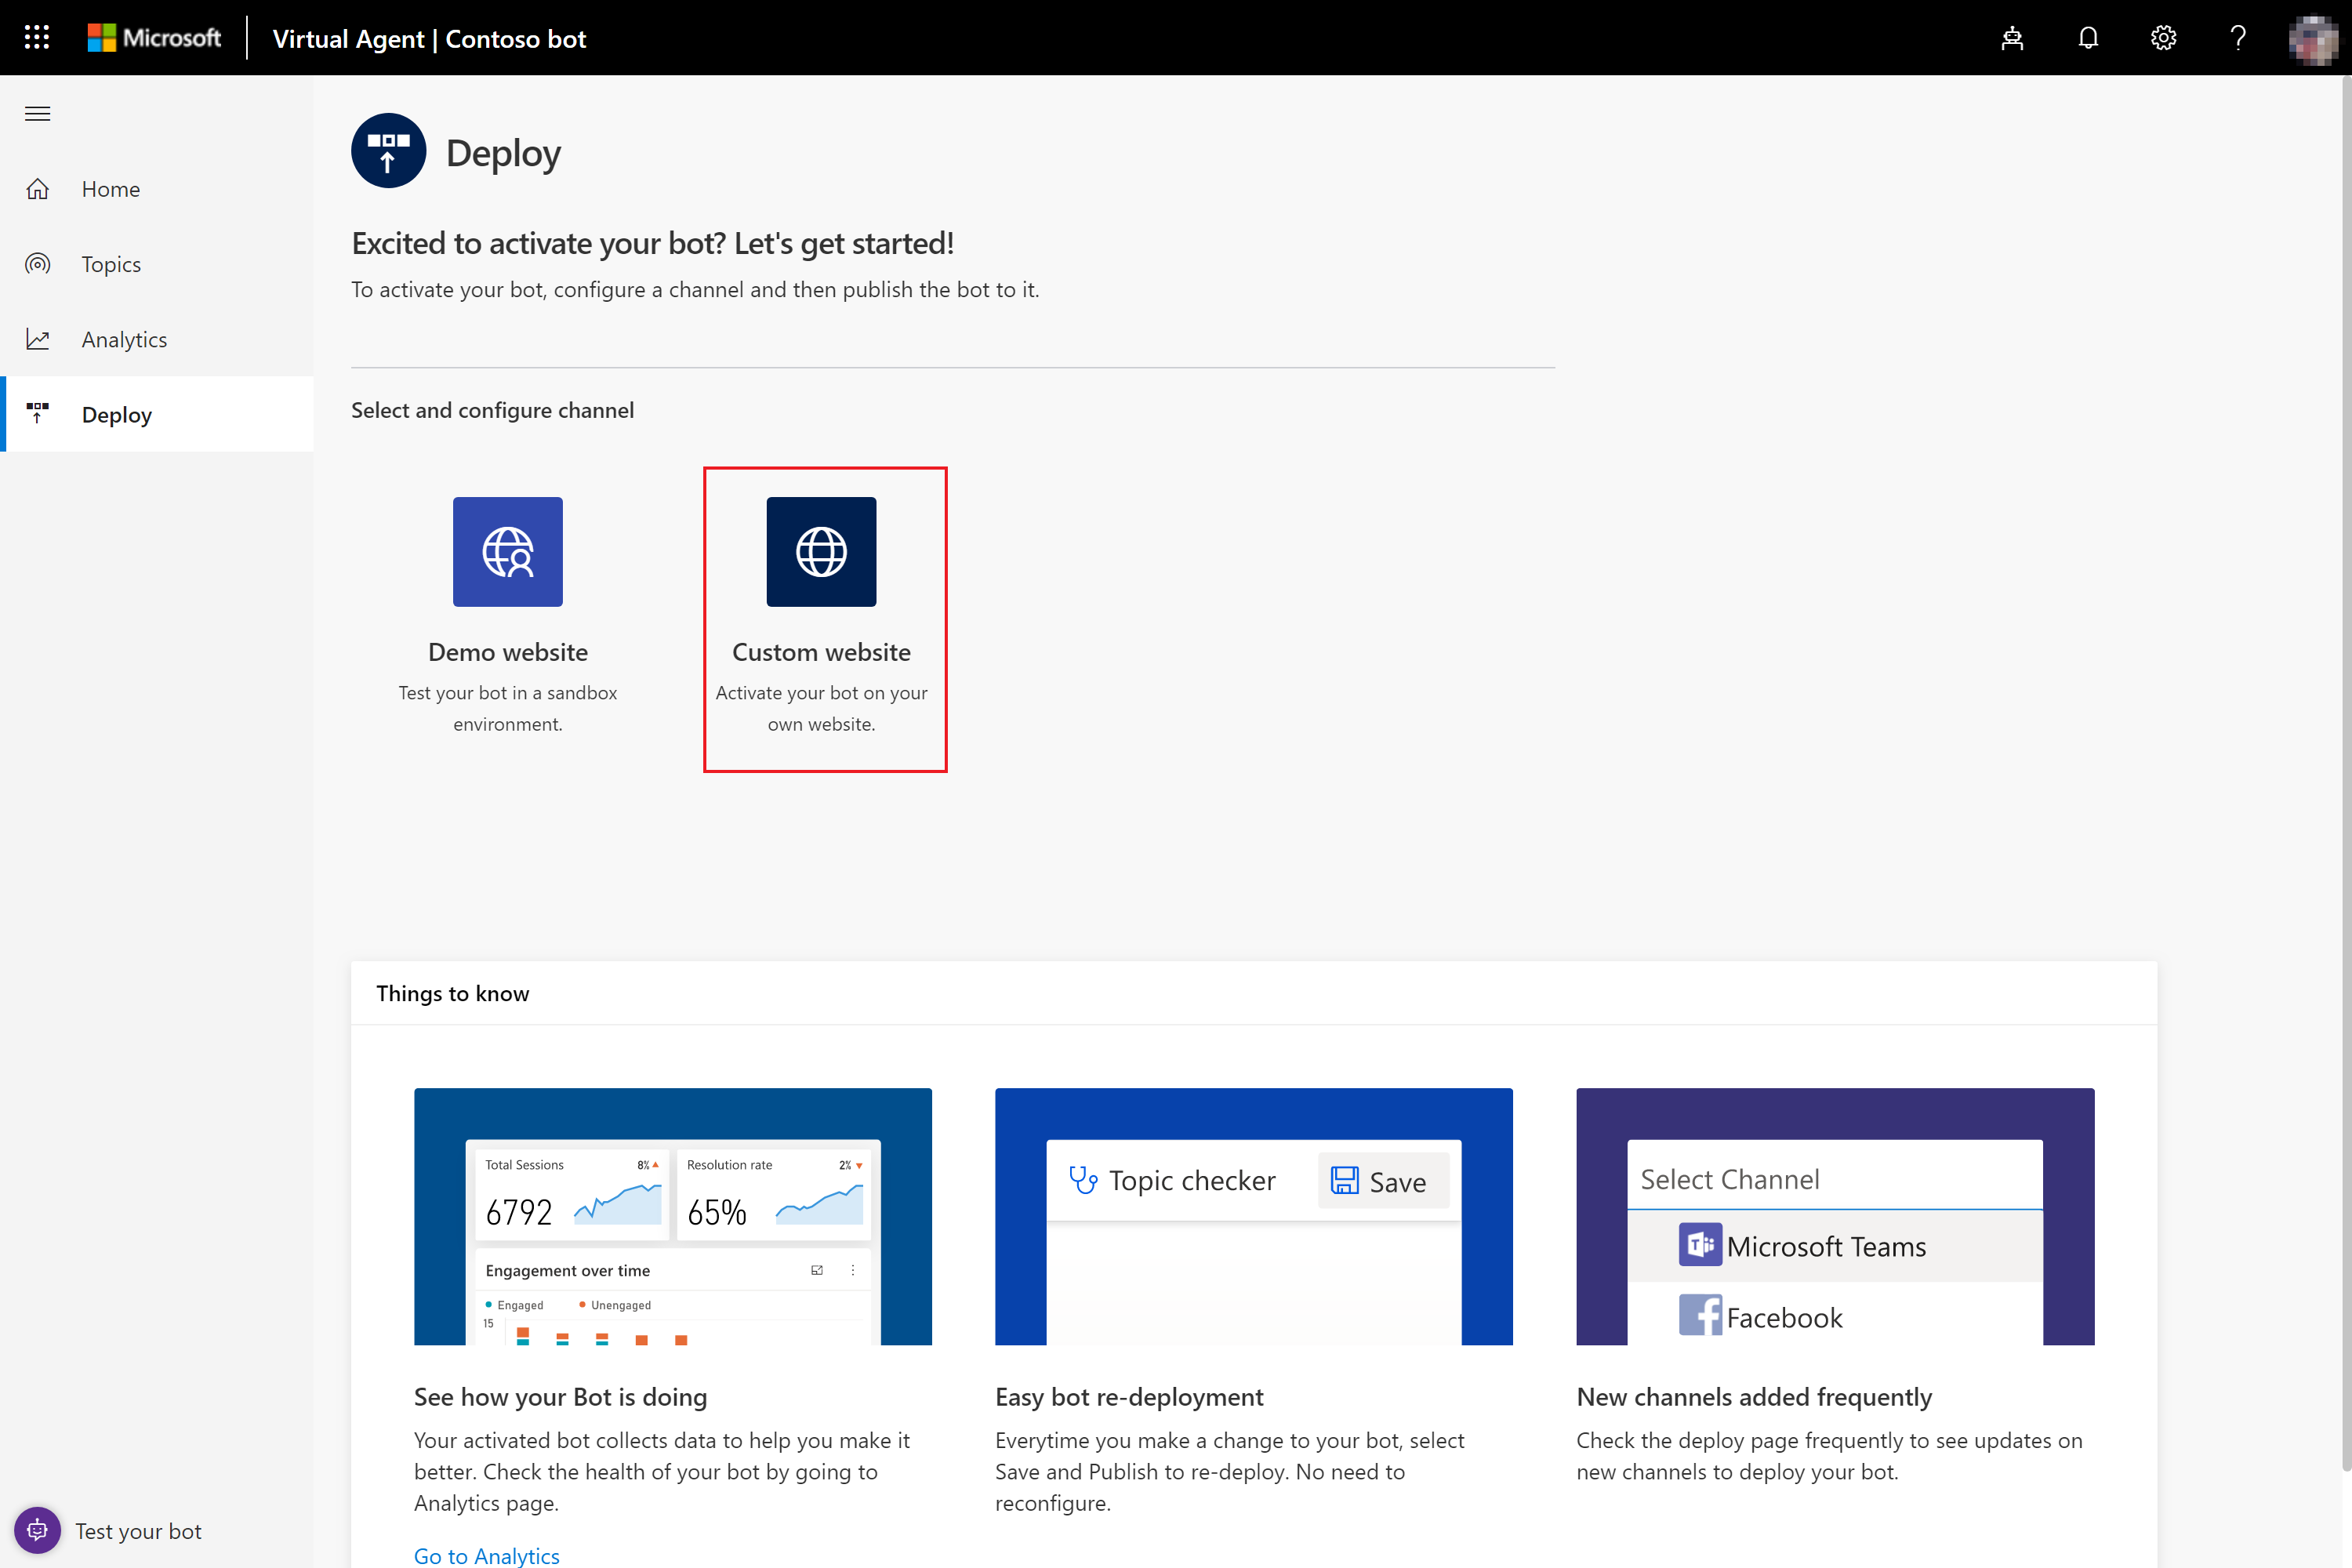 Microsoft
Virtual Agent | Contoso bot
Home
Topics
Analytics
Deploy
Deploy
Excited to activate your bot? Let's get started!
To activate your bot, configure a channel and then publish the bot to it.
Select and configure channel
Demo website
Test your bot in a sandbox
environment.
Custom website
Activate your bot on your
own website.
Things to know
Total Sessions 8%
6792
Resolution rate 2%
65%
Engagement over time
Engaged Unengaged
15
Topic checker Save
Select Channel
Microsoft Teams
Facebook
See how your Bot is doing
Your activated bot collects data to help you make it
better. Check the health of your bot by going to
Analytics page.
Go to Analytics
Easy bot re-deployment
Everytime you make a change to your bot, select
Save and Publish to re-deploy. No need to
reconfigure.
New channels added frequently
Check the deploy page frequently to see updates on
new channels to deploy your bot.
Test your bot